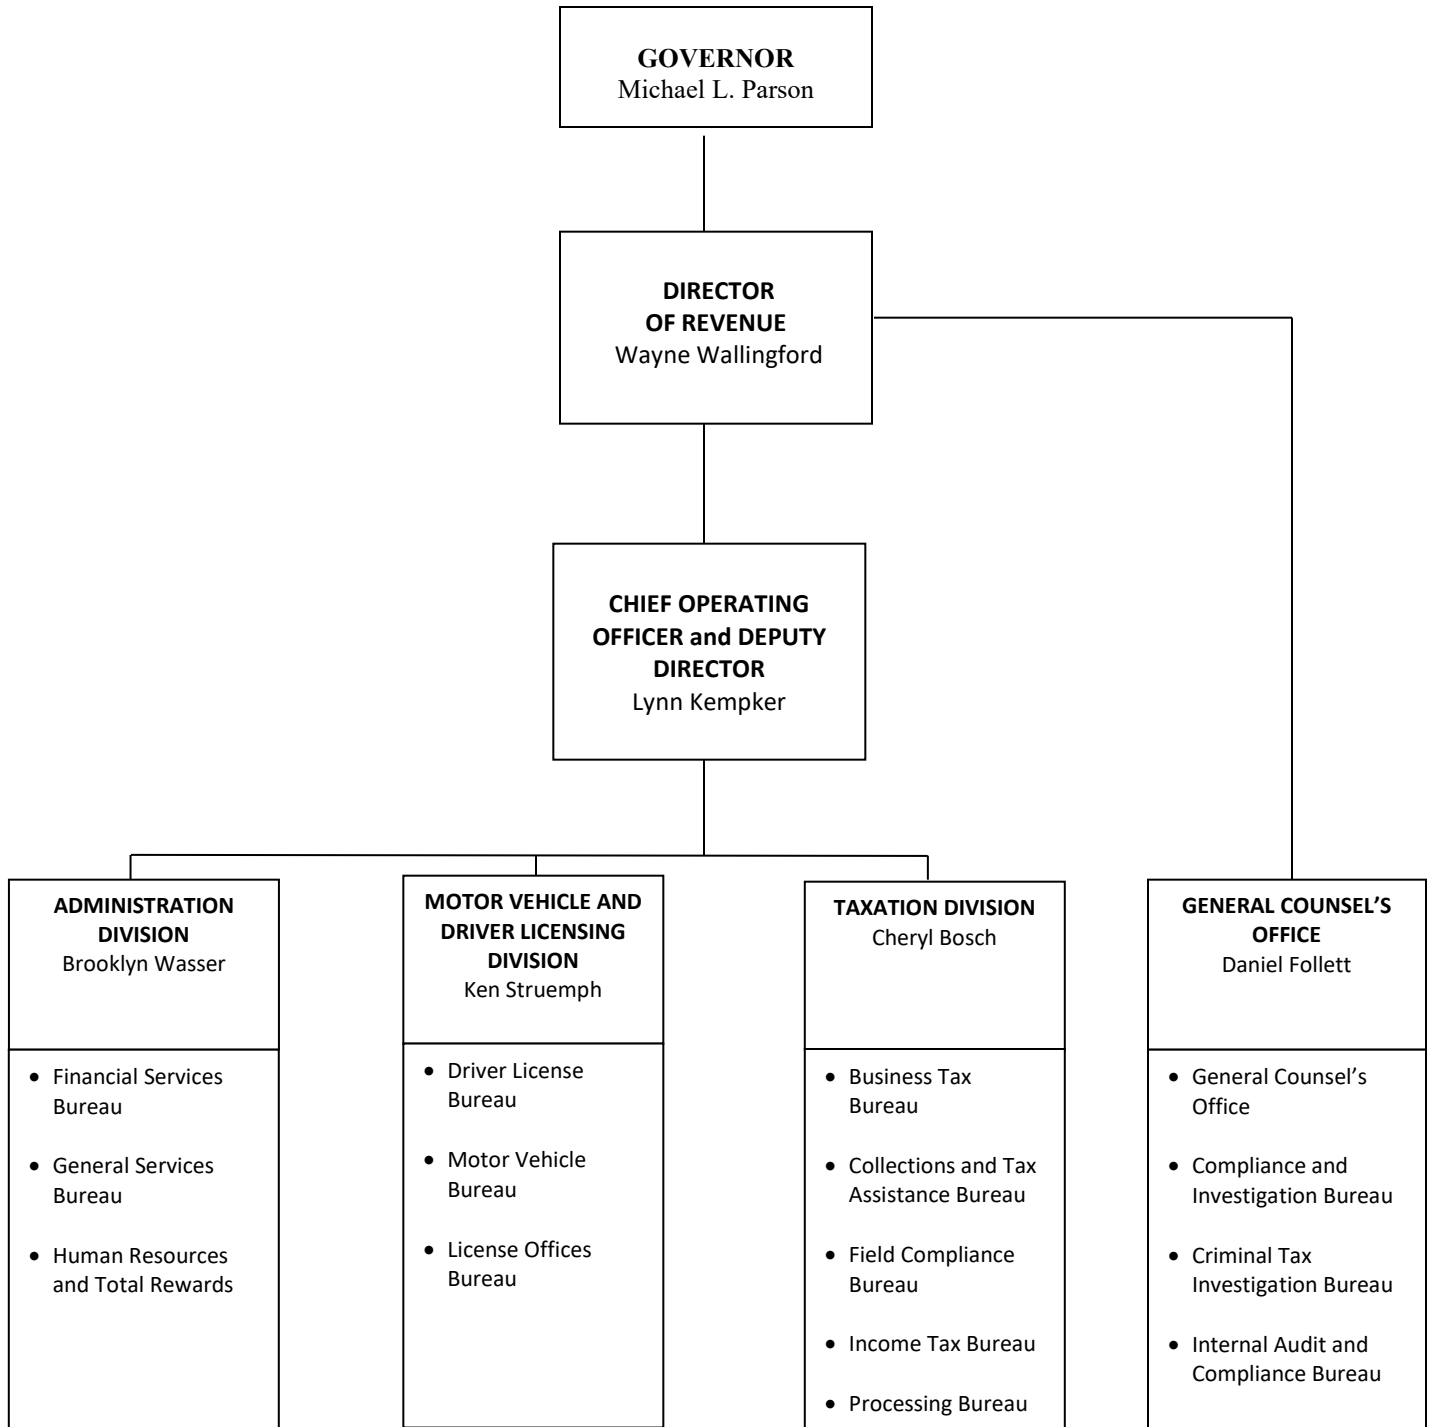 GOVERNOR
Michael L. Parson
DIRECTOR
OF REVENUE
Wayne Wallingford
CHIEF OPERATING
OFFICER and DEPUTY
DIRECTOR
Lynn Kempker
ADMINISTRATION
DIVISION
Brooklyn Wasser
• Financial Services
Bureau
• General Services
Bureau
• Human Resources
and Total Rewards
MOTOR VEHICLE AND
DRIVER LICENSING
DIVISION
Ken Struemph
• Driver License
Bureau
• Motor Vehicle
Bureau
• License Offices
Bureau
TAXATION DIVISION
Cheryl Bosch
• Business Tax
Bureau
• Collections and Tax
Assistance Bureau
• Field Compliance
Bureau
• Income Tax Bureau
• Processing Bureau
GENERAL COUNSEL’S
OFFICE
Daniel Follett
• General Counsel’s
Office
• Compliance and
Investigation Bureau
• Criminal Tax
Investigation Bureau
• Internal Audit and
Compliance Bureau